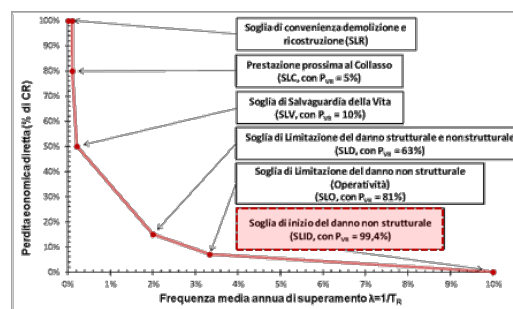 100%
90%
80%
70%
60%
50%
40%
30%
20%
10%
0%
Perdita economica diretta (% di CR)
Soglia di convenienza demolizione e
ricostruzione (SLR)
Prestazione prossima al Collasso
(SLC, con PVR = 5%)
Soglia di Salvaguardia della Vita
(SLV, con PVR = 10%)
Soglia di Limitazione del danno strutturale e non strutturale
(SLD, con PVR = 63%)
Soglia di Limitazione del danno non strutturale
(Operatività)
(SLO, con PVR = 81%)
Soglia di inizio del danno non strutturale
(SLID, con PVR = 99,4%)
0% 1% 2% 3% 4% 5% 6% 7% 8% 9% 10%
Frequenza media annua di superamento λ=1/TR